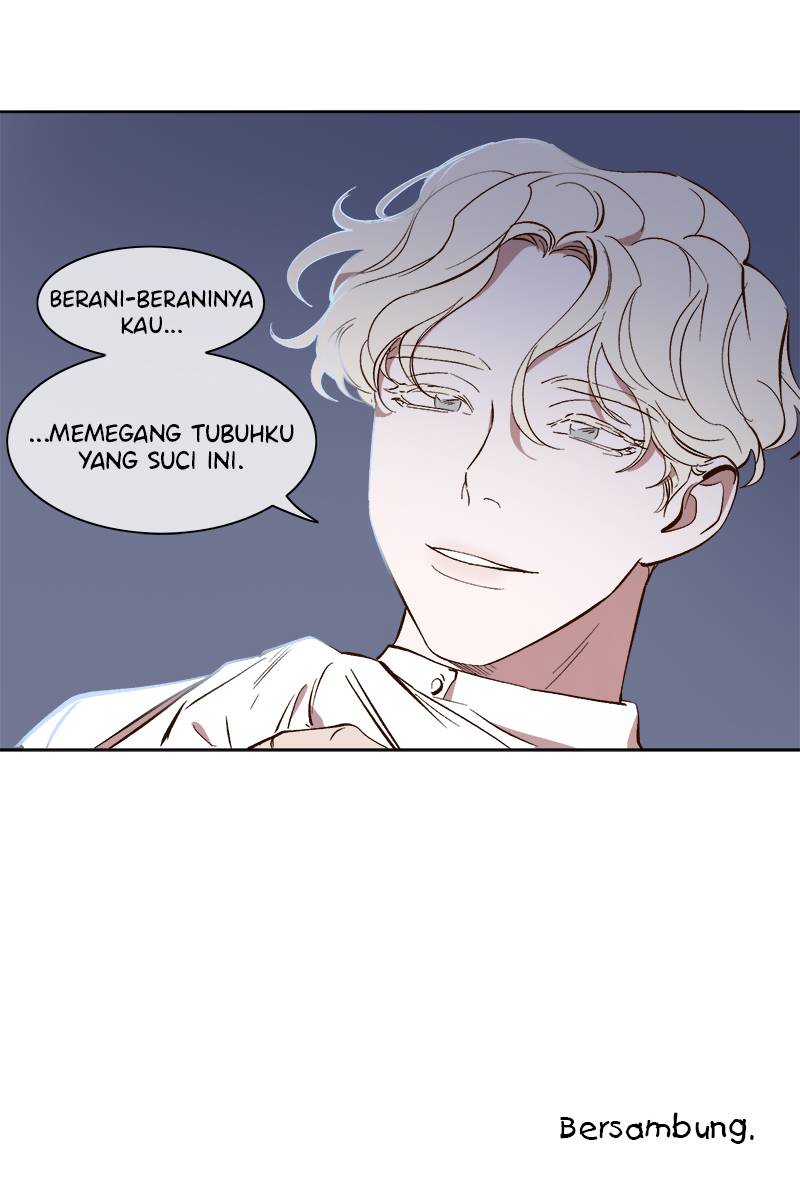 BERANI-BERANINYA
KAU...
...MEMEGANG TUBUHKU
YANG SUCI INI.
Bersambung.